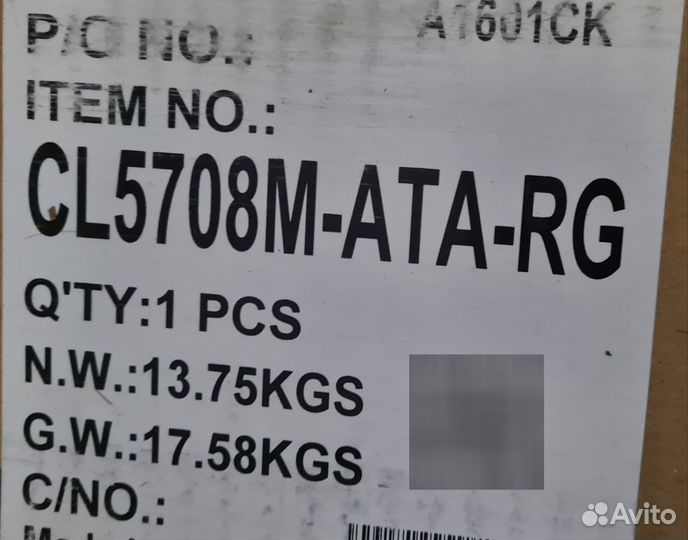 P/O NO.: A1601CK
ITEM NO.:
CL5708M-ATA-RG
Q'TY:1 PCS
N.W.:13.75KGS
G.W.:17.58KGS
C/NO.:
Avito